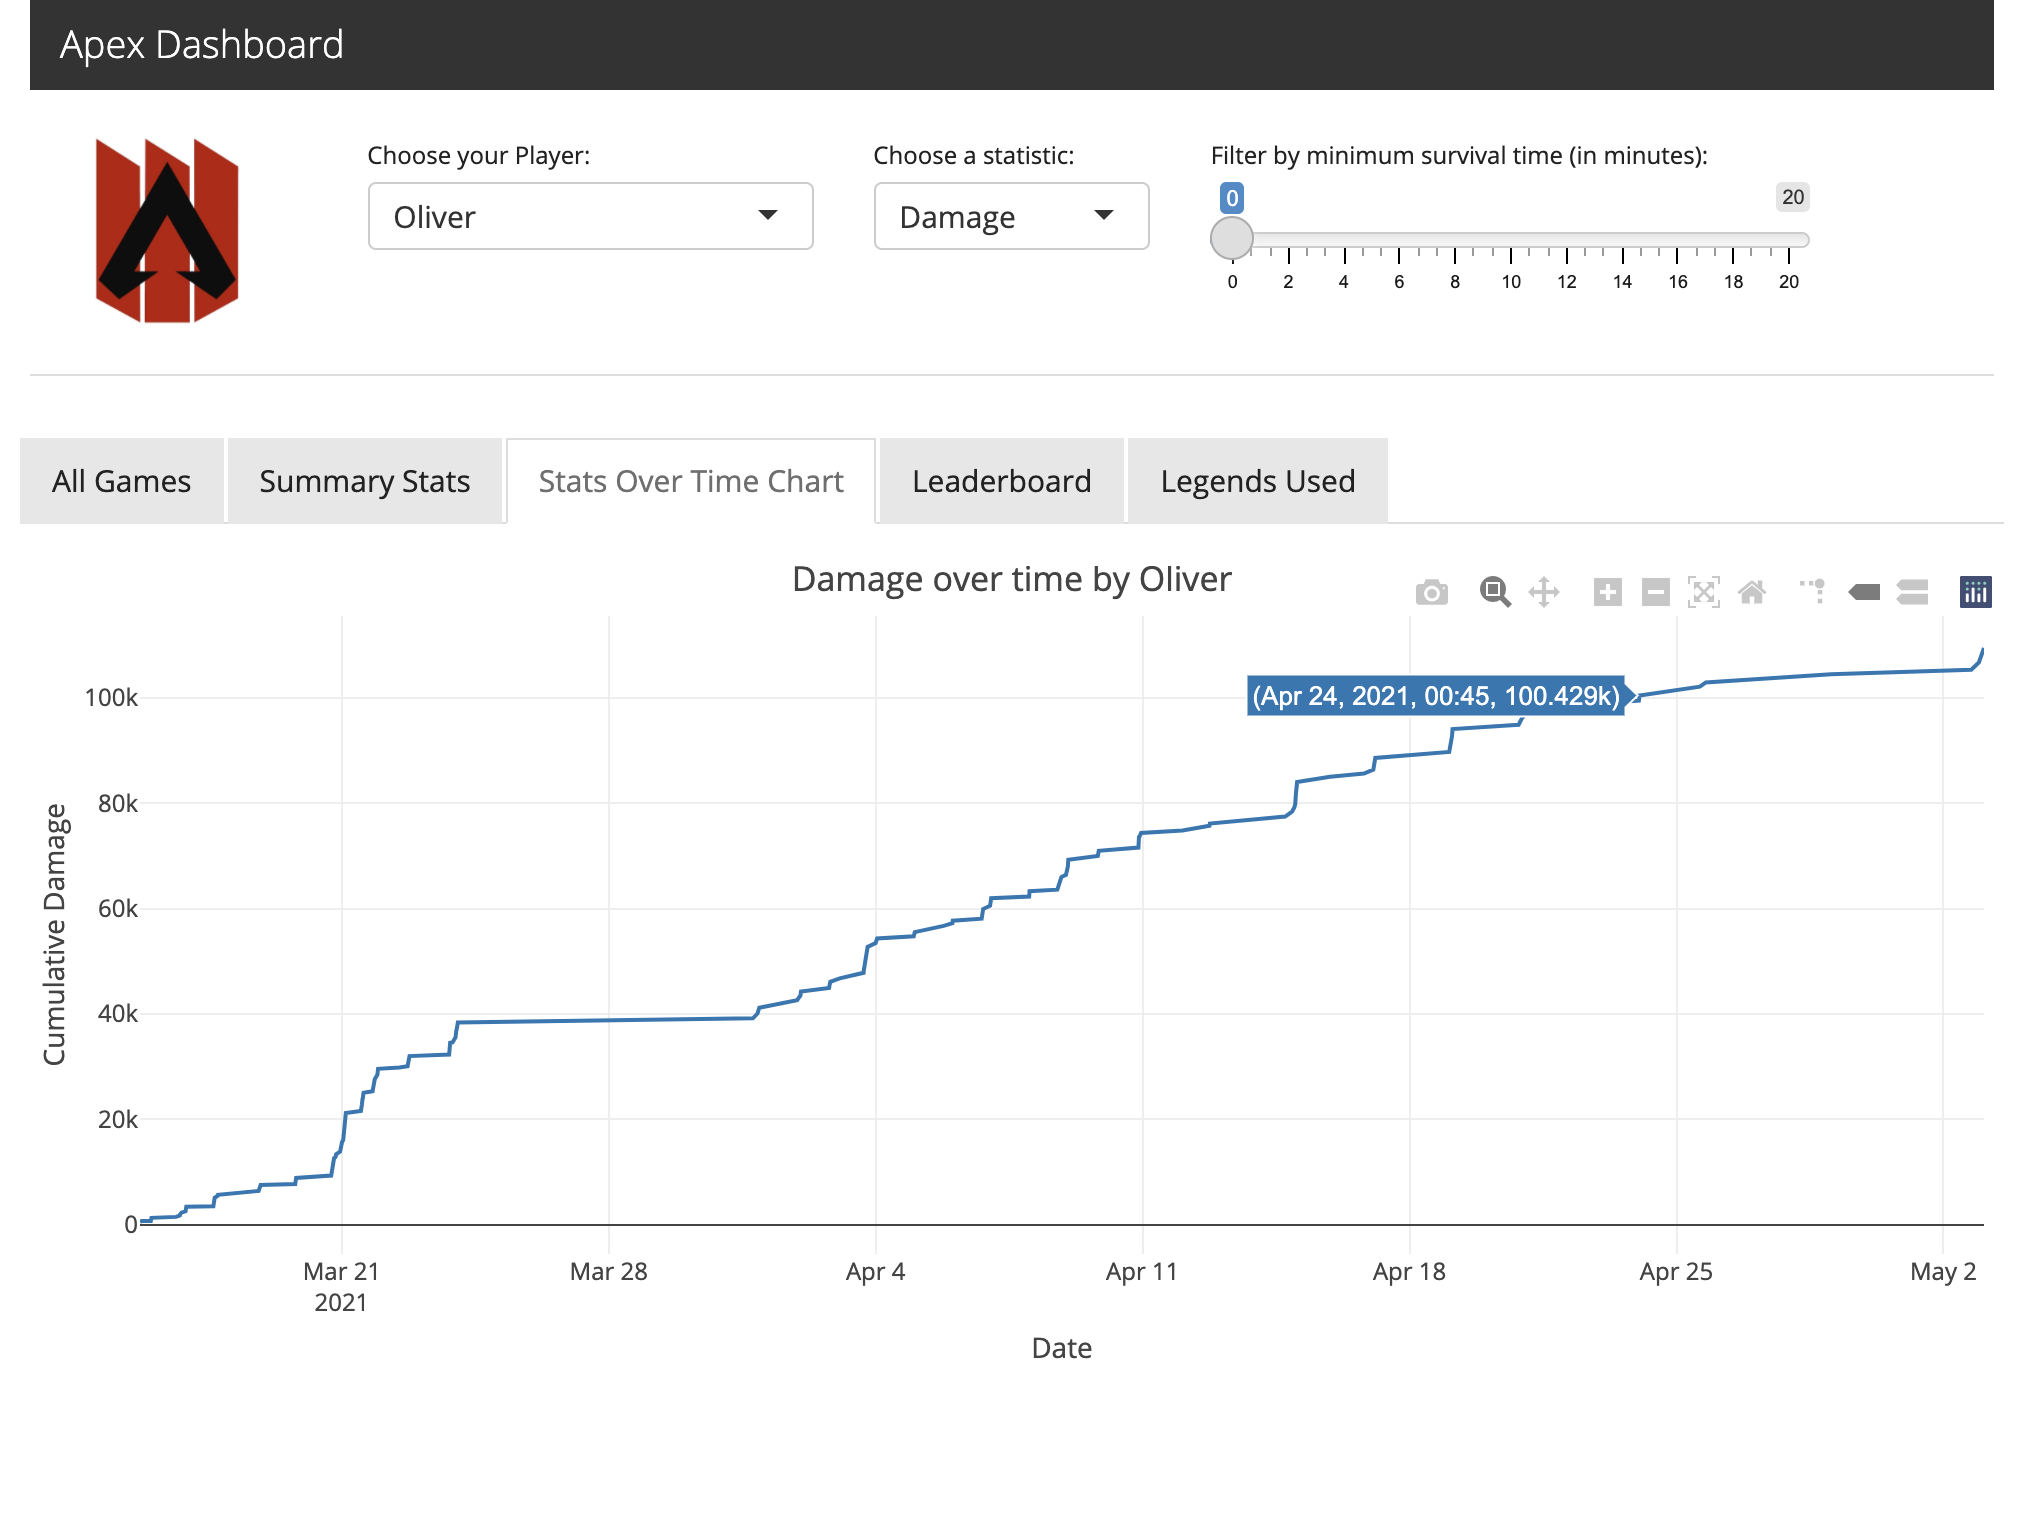 Apex Dashboard
Choose your Player:
Oliver
Choose a statistic:
Damage
Filter by minimum survival time (in minutes):
0
20
0 2 4 6 8 10 12 14 16 18 20
All Games
Summary Stats
Stats Over Time Chart
Leaderboard
Legends Used
Damage over time by Oliver
(Apr 24, 2021, 00:45, 100.429k)
Cumulative Damage
100k
80k
60k
40k
20k
0
Mar 21 Mar 28 Apr 4 Apr 11 Apr 18 Apr 25 May 2
2021
Date